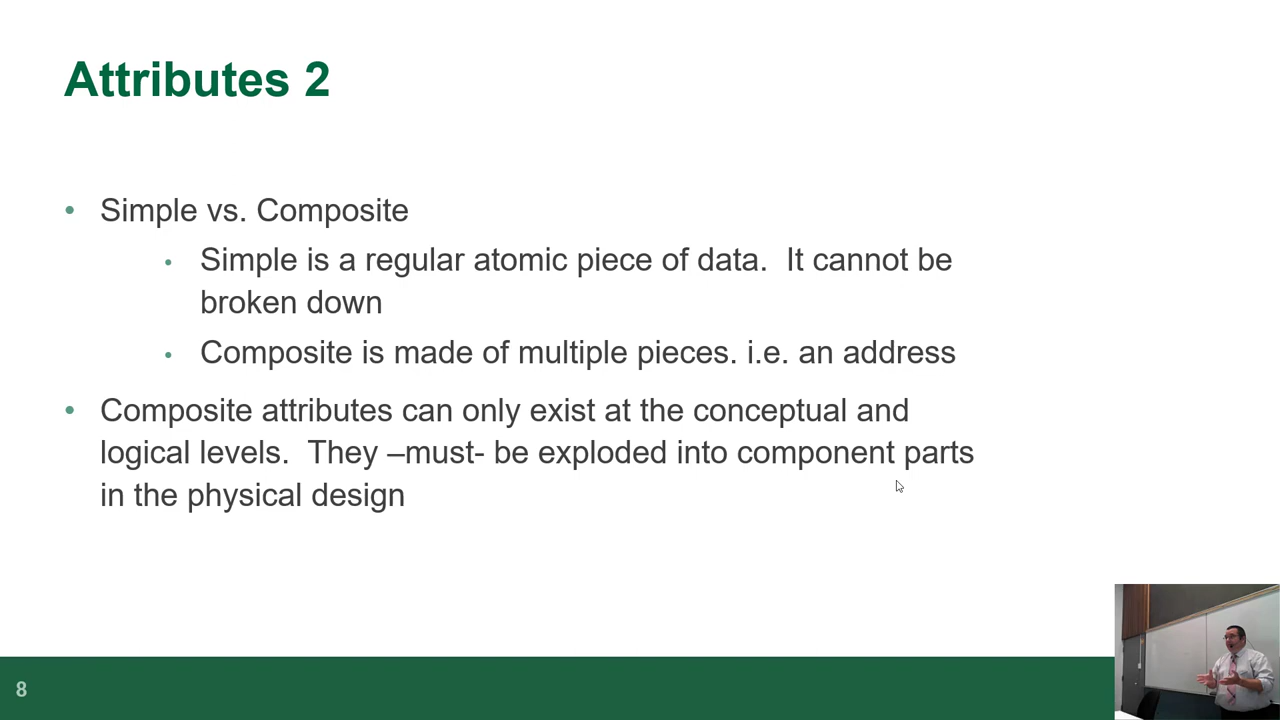 Attributes 2
• Simple vs. Composite
• Simple is a regular atomic piece of data.  It cannot be
broken down
• Composite is made of multiple pieces. i.e. an address
• Composite attributes can only exist at the conceptual and
logical levels.  They –must- be exploded into component parts
in the physical design
8